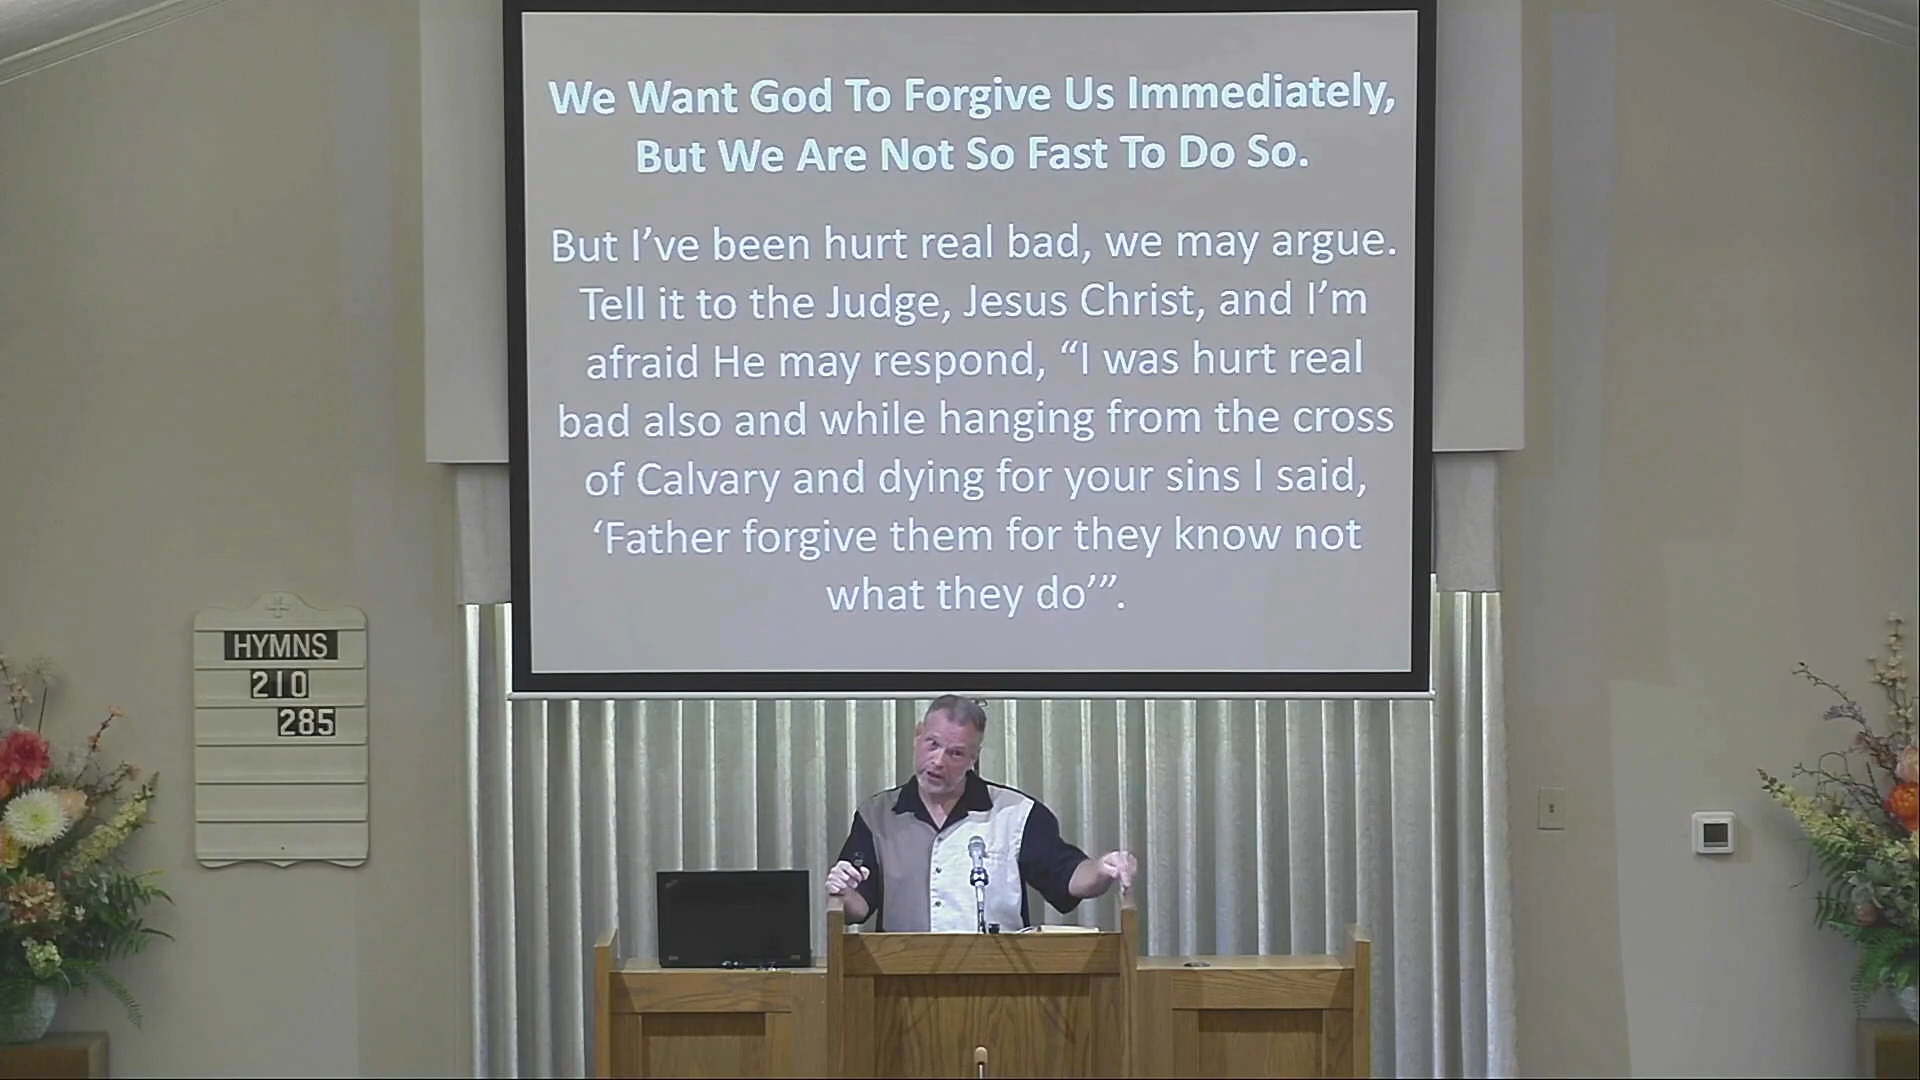 We Want God To Forgive Us Immediately,
But We Are Not So Fast To Do So.
But I’ve been hurt real bad, we may argue.
Tell it to the Judge, Jesus Christ, and I’m
afraid He may respond, “I was hurt real
bad also and while hanging from the cross
of Calvary and dying for your sins I said,
‘Father forgive them for they know not
what they do’”.
HYMNS
210
285